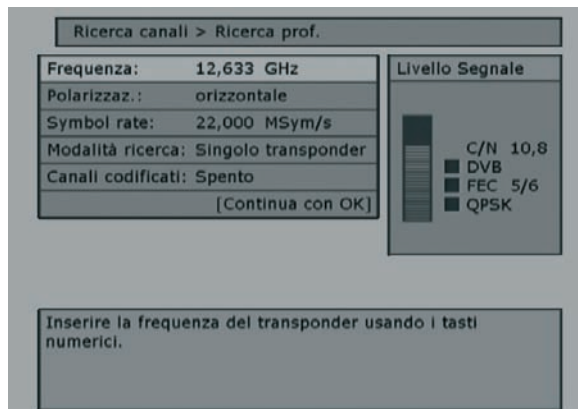 Ricerca canali > Ricerca prof.
Frequenza: 12,633 GHz
Polarizzaz.: orizzontale
Symbol rate: 22,000 MSym/s
Modalità ricerca: Singolo transponder
Canali codificati: Spento
[Continua con OK]
Livello Segnale
C/N 10,8
DVB
FEC 5/6
QPSK
Inserire la frequenza del transponder usando i tasti
numerici.